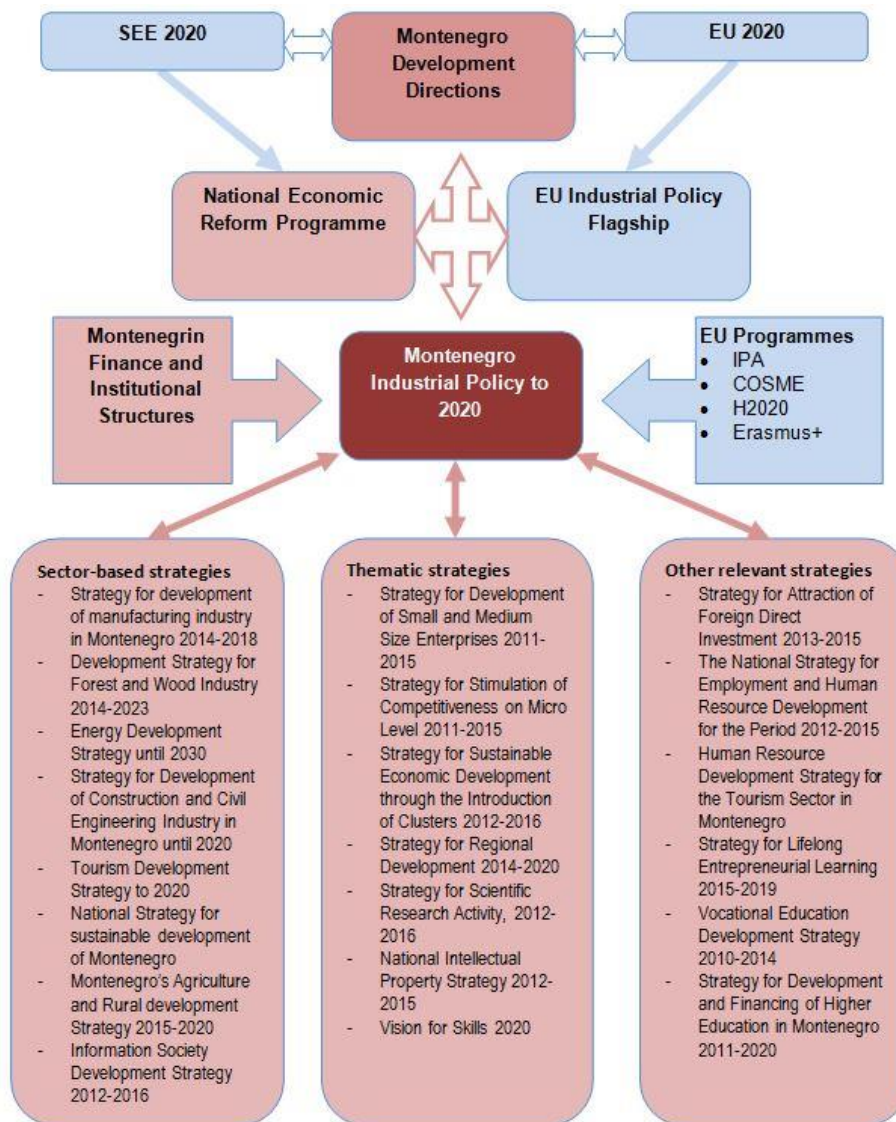 SEE 2020
Montenegro
Development
Directions
EU 2020
National Economic
Reform Programme
EU Industrial Policy
Flagship
Montenegrin
Finance and
Institutional
Structures
Montenegro
Industrial Policy to
2020
EU Programmes
• IPA
• COSME
• H2020
• Erasmus+
Sector-based strategies
- Strategy for development
of manufacturing industry
in Montenegro 2014-2018
- Development Strategy for
Forest and Wood Industry
2014-2023
- Energy Development
Strategy until 2030
- Strategy for Development
of Construction and Civil
Engineering Industry in
Montenegro until 2020
- Tourism Development
Strategy to 2020
- National Strategy for
sustainable development
of Montenegro
- Montenegro's Agriculture
and Rural development
Strategy 2015-2020
- Information Society
Development Strategy
2012-2016
Thematic strategies
- Strategy for Development
of Small and Medium
Size Enterprises 2011-
2015
- Strategy for Stimulation of
Competitiveness on Micro
Level 2011-2015
- Strategy for Sustainable
Economic Development
through the Introduction
of Clusters 2012-2016
- Strategy for Regional
Development 2014-2020
- Strategy for Scientific
Research Activity, 2012-
2016
- National Intellectual
Property Strategy 2012-
2015
- Vision for Skills 2020
Other relevant strategies
- Strategy for Attraction of
Foreign Direct
Investment 2013-2015
- The National Strategy for
Employment and Human
Resource Development
for the Period 2012-2015
- Human Resource
Development Strategy for
the Tourism Sector in
Montenegro
- Strategy for Lifelong
Entrepreneurial Learning
2015-2019
- Vocational Education
Development Strategy
2010-2014
- Strategy for Development
and Financing of Higher
Education in Montenegro
2011-2020